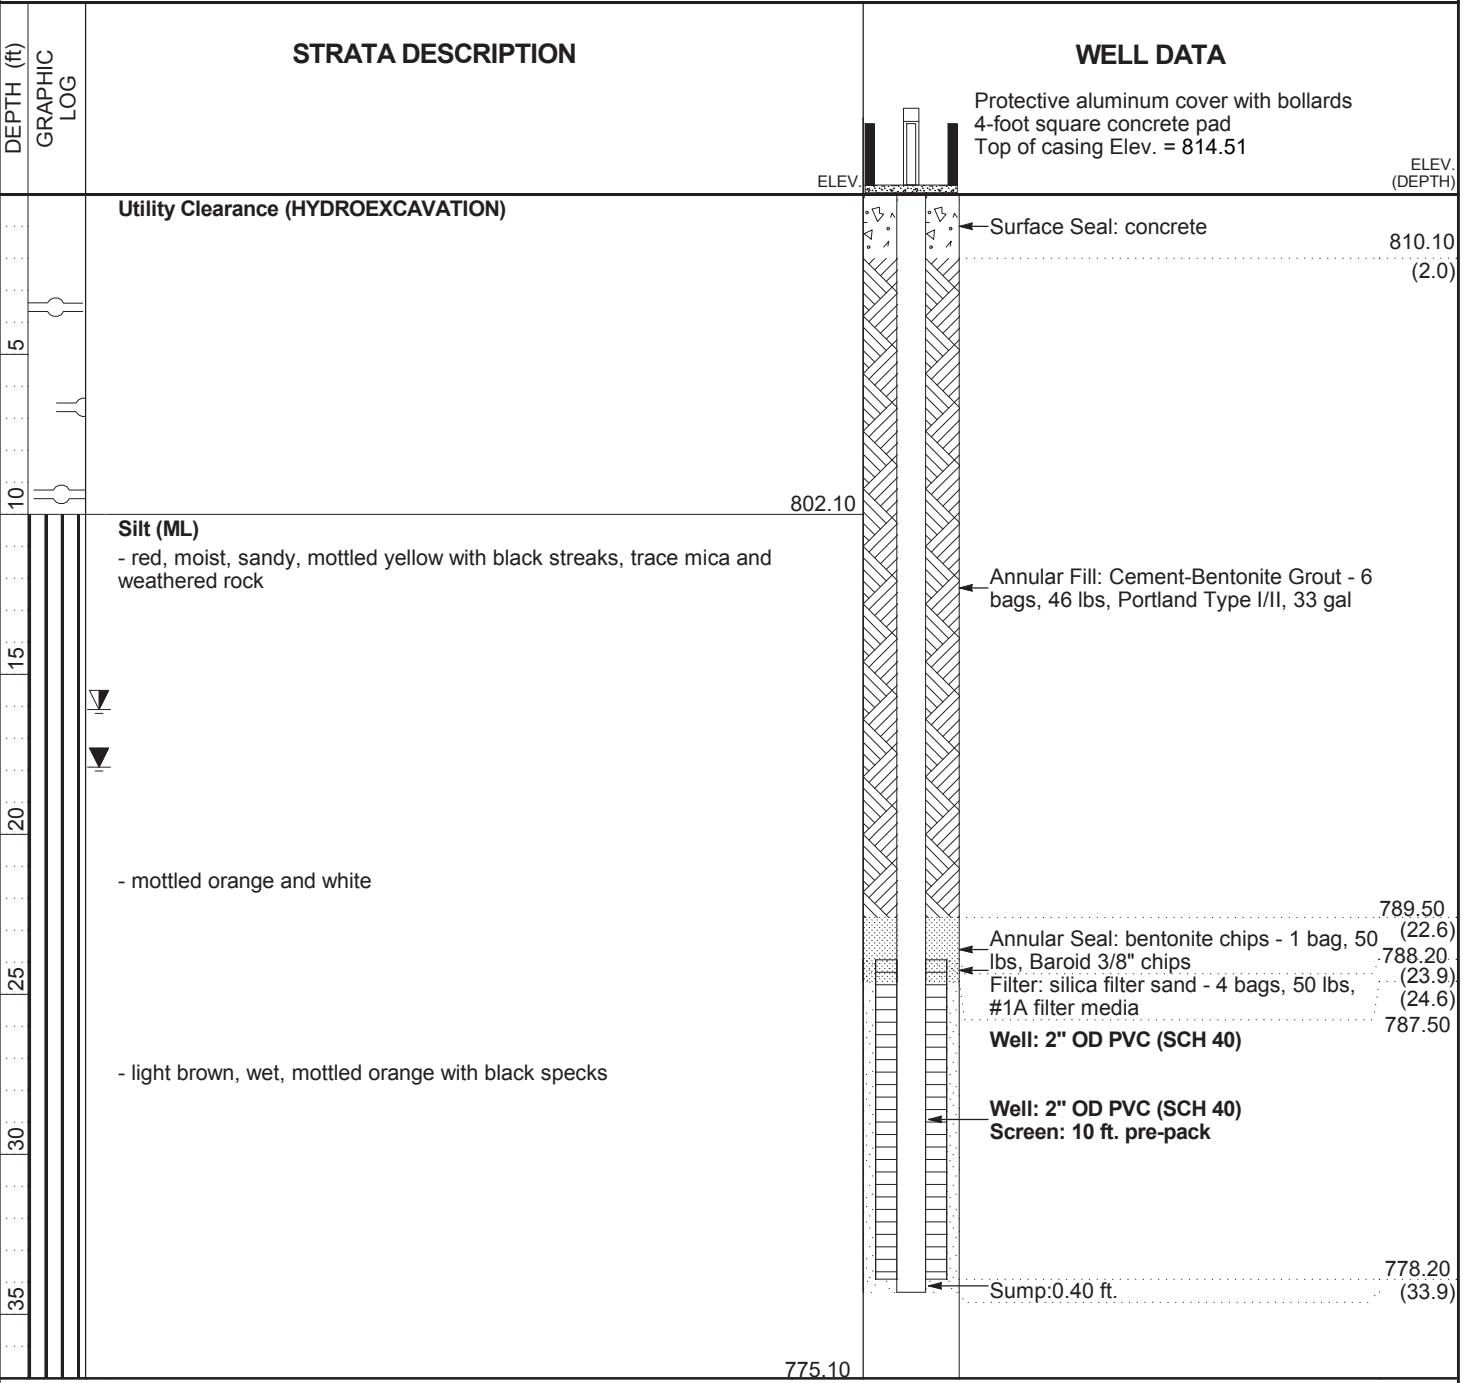 DEPTH (ft)
GRAPHIC
LOG
STRATA DESCRIPTION
ELEV.
WELL DATA
Protective aluminum cover with bollards
4-foot square concrete pad
Top of casing Elev. = 814.51
ELEV.
(DEPTH)
Utility Clearance (HYDROEXCAVATION)
Surface Seal: concrete
810.10
(2.0)
5
10
802.10
Silt (ML)
- red, moist, sandy, mottled yellow with black streaks, trace mica and
weathered rock
Annular Fill: Cement-Bentonite Grout - 6
bags, 46 lbs, Portland Type I/II, 33 gal
15
20
- mottled orange and white
789.50
(22.6)
Annular Seal: bentonite chips - 1 bag, 50
lbs, Baroid 3/8" chips
788.20
(23.9)
Filter: silica filter sand - 4 bags, 50 lbs,
#1A filter media
(24.6)
787.50
25
Well: 2" OD PVC (SCH 40)
- light brown, wet, mottled orange with black specks
Well: 2" OD PVC (SCH 40)
Screen: 10 ft. pre-pack
30
778.20
(33.9)
Sump:0.40 ft.
35
775.10